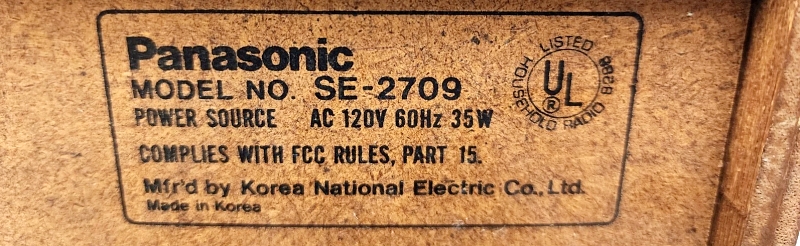 Panasonic
MODEL NO. SE-2709
POWER SOURCE AC 120V 60Hz 35W
COMPLIES WITH FCC RULES, PART 15.
Mfr'd by Korea National Electric Co., Ltd.
Made in Korea
LISTED
UL
®
HOUSEHOLD RADIO